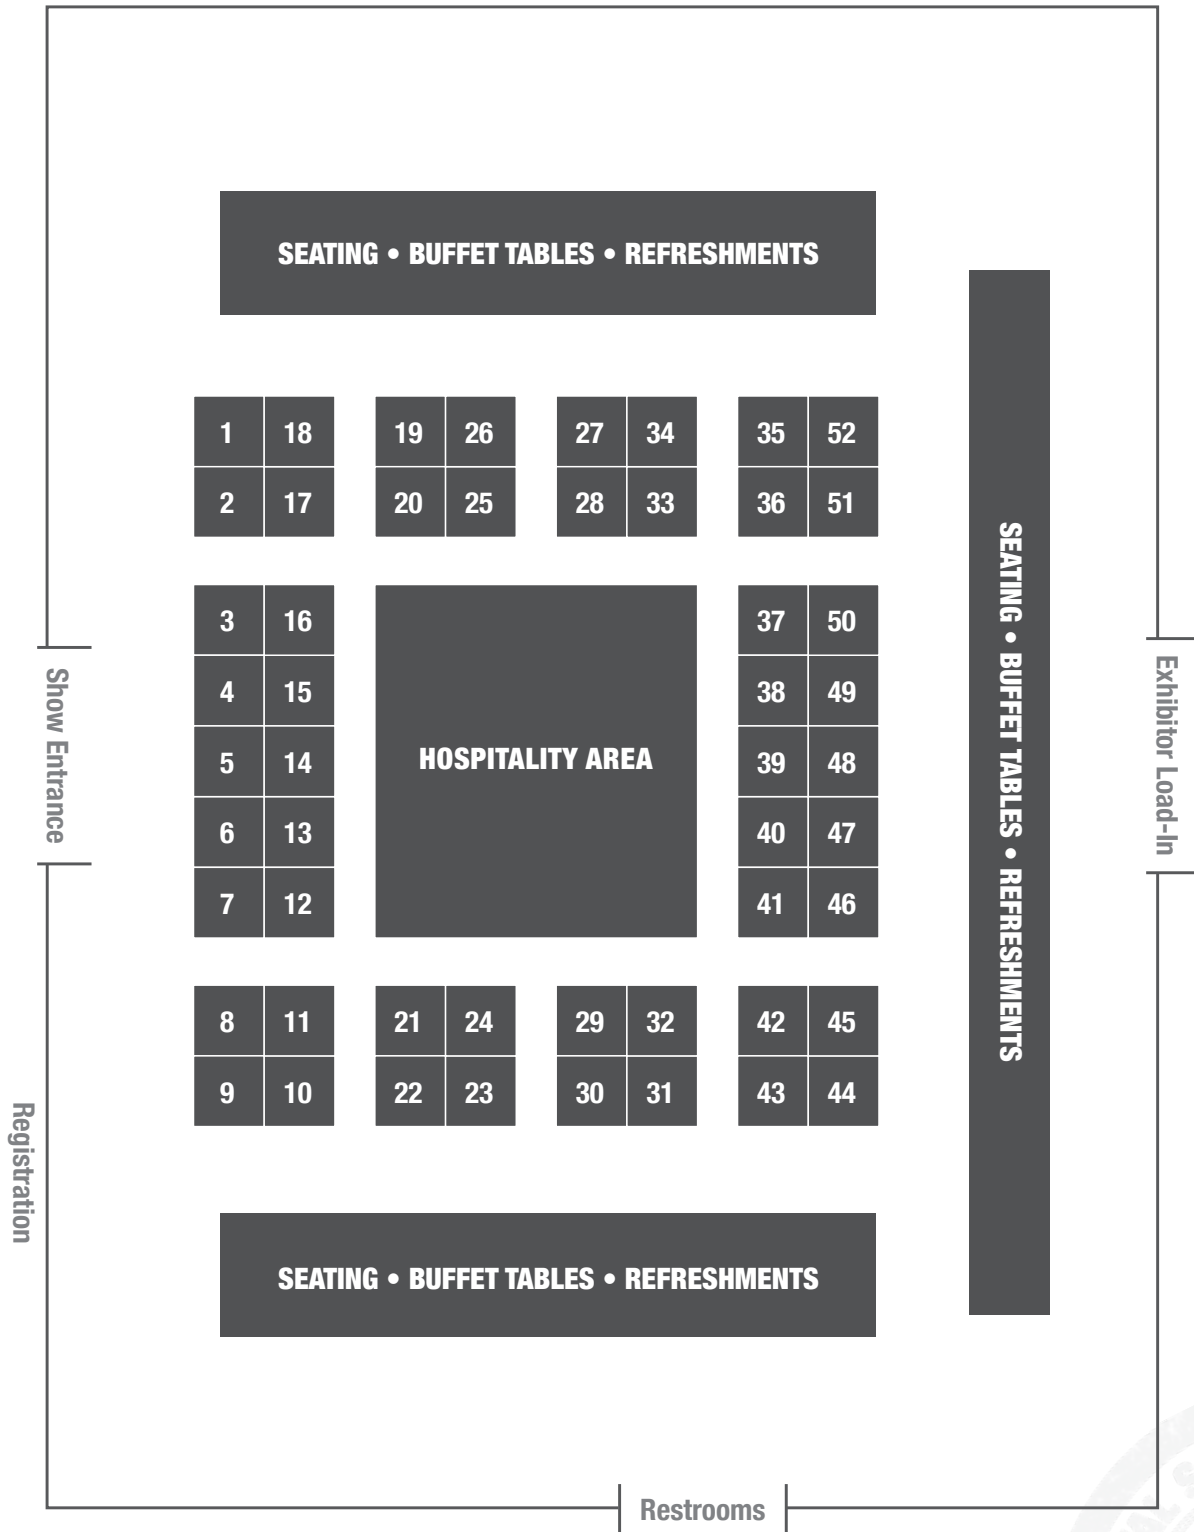 SEATING • BUFFET TABLES • REFRESHMENTS
1 18 19 26 27 34 35 52
2 17 20 25 28 33 36 51
3 16 37 50
4 15 38 49
5 14 HOSPITALITY AREA 39 48
6 13 40 47
7 12 41 46
8 11 21 24 29 32 42 45
9 10 22 23 30 31 43 44
SEATING • BUFFET TABLES • REFRESHMENTS
SEATING • BUFFET TABLES • REFRESHMENTS
Show Entrance
Exhibitor Load-In
Registration
Restrooms